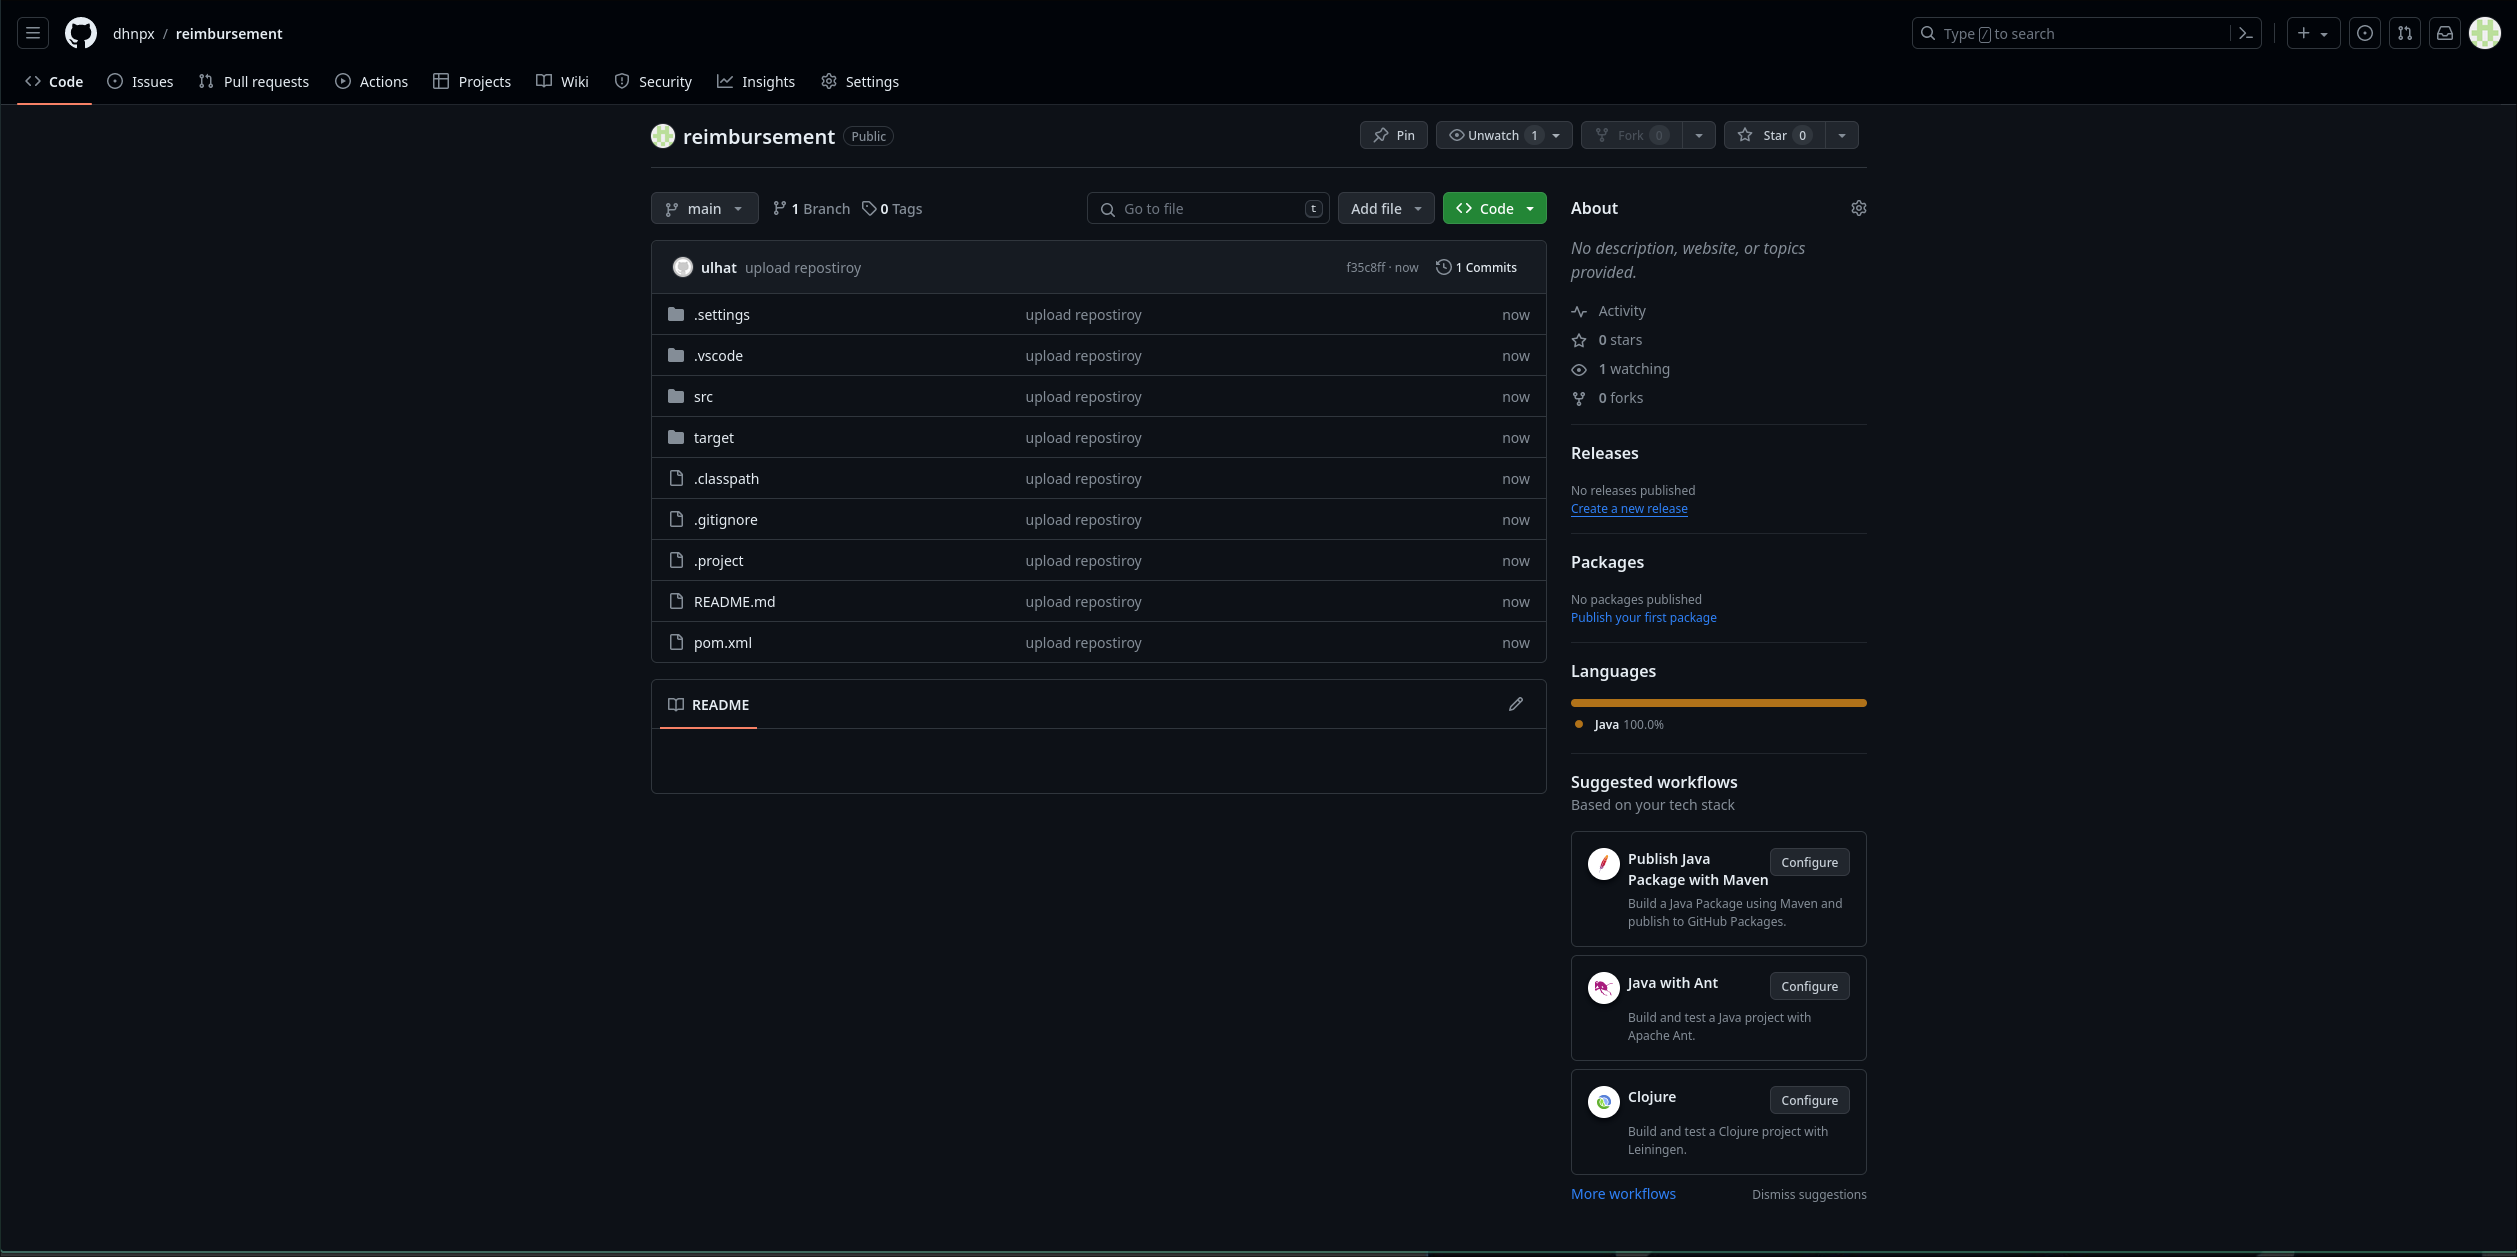 dhnpx / reimbursement
Type / to search
Code
Issues
Pull requests
Actions
Projects
Wiki
Security
Insights
Settings
reimbursement Public
Pin
Unwatch 1
Fork 0
Star 0
main
1 Branch
0 Tags
Go to file t
Add file
Code
ulhat upload repostiroy
f35c8ff · now
1 Commits
.settings upload repostiroy now
.vscode upload repostiroy now
src upload repostiroy now
target upload repostiroy now
.classpath upload repostiroy now
.gitignore upload repostiroy now
.project upload repostiroy now
README.md upload repostiroy now
pom.xml upload repostiroy now
README
About
No description, website, or topics
provided.
Activity
0 stars
1 watching
0 forks
Releases
No releases published
Create a new release
Packages
No packages published
Publish your first package
Languages
Java 100.0%
Suggested workflows
Based on your tech stack
Publish Java
Package with Maven
Configure
Build a Java Package using Maven and
publish to GitHub Packages.
Java with Ant
Configure
Build and test a Java project with
Apache Ant.
Clojure
Configure
Build and test a Clojure project with
Leiningen.
More workflows
Dismiss suggestions